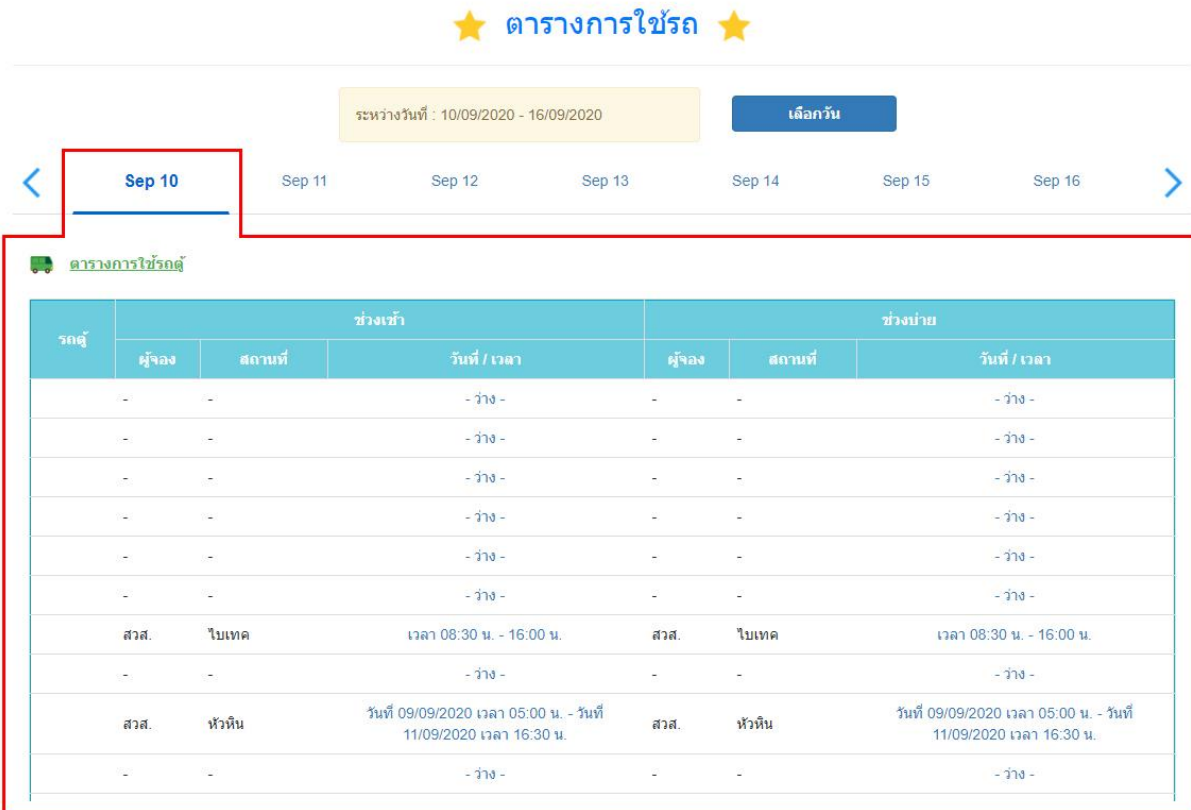 ตารางการใช้รถ
ระหว่างวันที่ : 10/09/2020 - 16/09/2020 เลือกวัน
Sep 10 Sep 11 Sep 12 Sep 13 Sep 14 Sep 15 Sep 16
ตารางการใช้รถตู้
รถตู้ ช่วงเช้า ช่วงบ่าย
ผู้จอง สถานที่ วันที่ / เวลา ผู้จอง สถานที่ วันที่ / เวลา
- - - ว่าง - - - - ว่าง -
- - - ว่าง - - - - ว่าง -
- - - ว่าง - - - - ว่าง -
- - - ว่าง - - - - ว่าง -
- - - ว่าง - - - - ว่าง -
- - - ว่าง - - - - ว่าง -
สวส. ไบเทค เวลา 08:30 น. - 16:00 น. สวส. ไบเทค เวลา 08:30 น. - 16:00 น.
- - - ว่าง - - - - ว่าง -
สวส. หัวหิน วันที่ 09/09/2020 เวลา 05:00 น. - วันที่ 11/09/2020 เวลา 16:30 น. สวส. หัวหิน วันที่ 09/09/2020 เวลา 05:00 น. - วันที่ 11/09/2020 เวลา 16:30 น.
- - - ว่าง - - - - ว่าง -